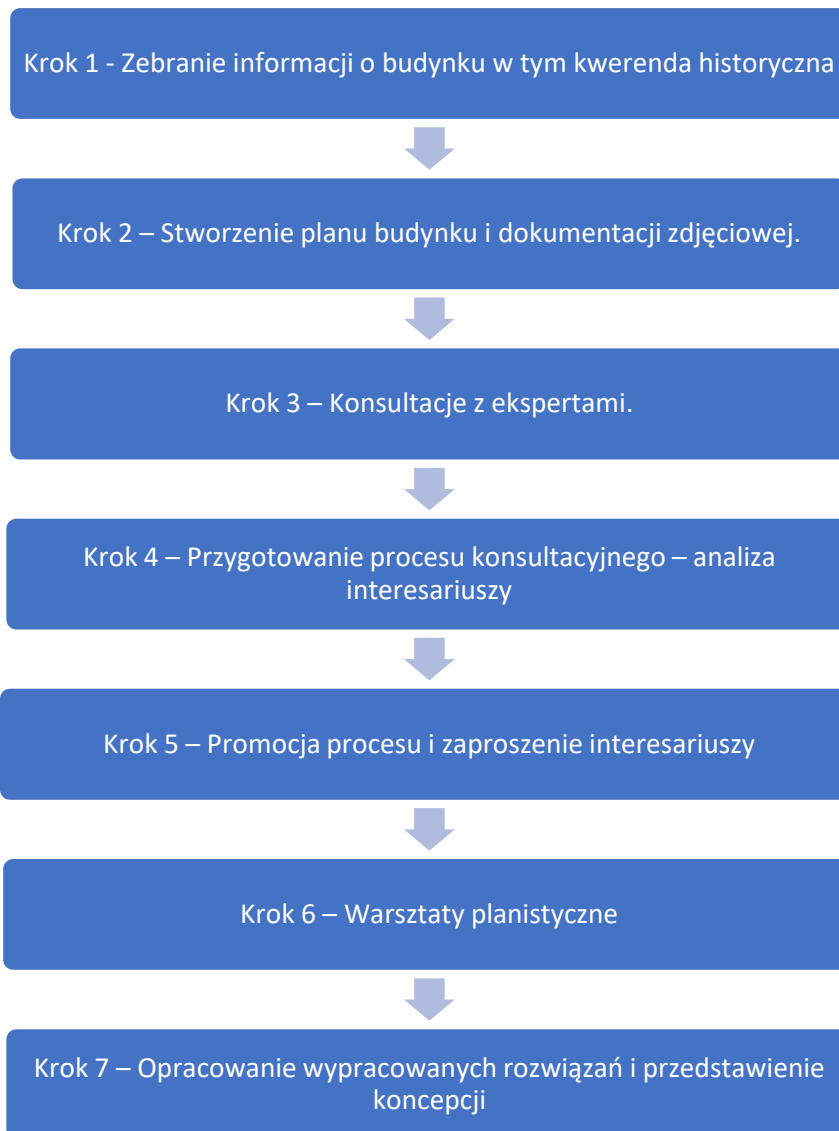 Krok 1 - Zebranie informacji o budynku w tym kwerenda historyczna
Krok 2 – Stworzenie planu budynku i dokumentacji zdjęciowej.
Krok 3 – Konsultacje z ekspertami.
Krok 4 – Przygotowanie procesu konsultacyjnego – analiza
interesariuszy
Krok 5 – Promocja procesu i zaproszenie interesariuszy
Krok 6 – Warsztaty planistyczne
Krok 7 – Opracowanie wypracowanych rozwiązań i przedstawienie
koncepcji